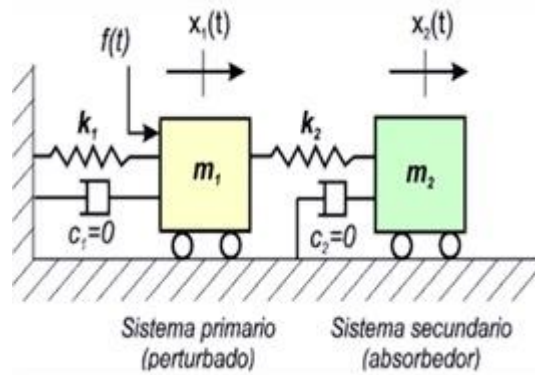 x₁(t)
x₂(t)
f(t)
k₁
k₂
m₁
m₂
c₁=0
c₂=0
Sistema primario
(perturbado)
Sistema secundario
(absorbedor)